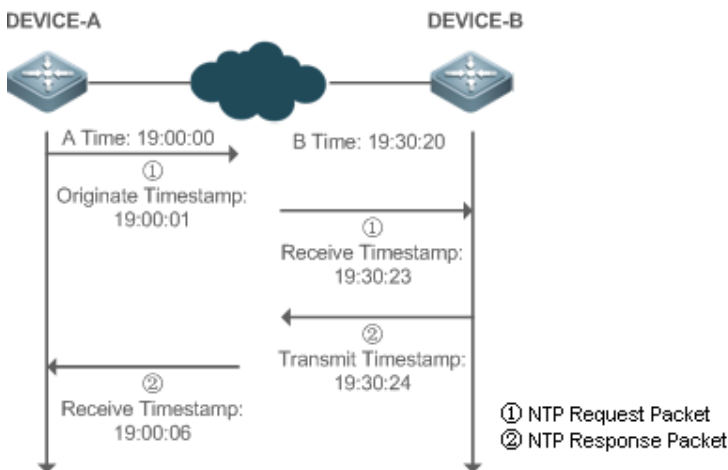 DEVICE-A
DEVICE-B
A Time: 19:00:00
B Time: 19:30:20
①
Originate Timestamp:
19:00:01
①
Receive Timestamp:
19:30:23
②
Transmit Timestamp:
19:30:24
②
Receive Timestamp:
19:00:06
① NTP Request Packet
② NTP Response Packet